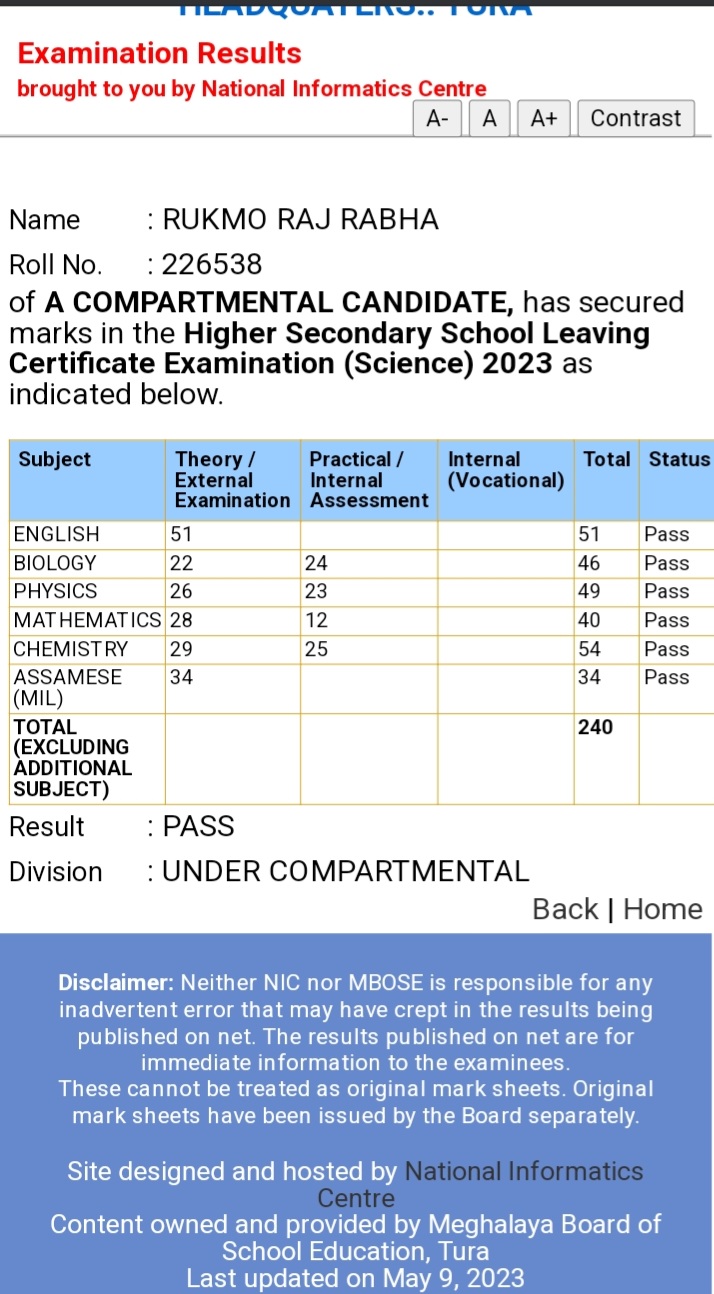 HEADQUATERS:: TURA
Examination Results
brought to you by National Informatics Centre
A- A A+ Contrast
Name : RUKMO RAJ RABHA
Roll No. : 226538
of A COMPARTMENTAL CANDIDATE, has secured
marks in the Higher Secondary School Leaving
Certificate Examination (Science) 2023 as
indicated below.
Subject Theory / External Examination Practical / Internal Assessment Internal (Vocational) Total Status
ENGLISH 51 51 Pass
BIOLOGY 22 24 46 Pass
PHYSICS 26 23 49 Pass
MATHEMATICS 28 12 40 Pass
CHEMISTRY 29 25 54 Pass
ASSAMESE (MIL) 34 34 Pass
TOTAL (EXCLUDING ADDITIONAL SUBJECT) 240
Result : PASS
Division : UNDER COMPARTMENTAL
Back | Home
Disclaimer: Neither NIC nor MBOSE is responsible for any
inadvertent error that may have crept in the results being
published on net. The results published on net are for
immediate information to the examinees.
These cannot be treated as original mark sheets. Original
mark sheets have been issued by the Board separately.
Site designed and hosted by National Informatics
Centre
Content owned and provided by Meghalaya Board of
School Education, Tura
Last updated on May 9, 2023